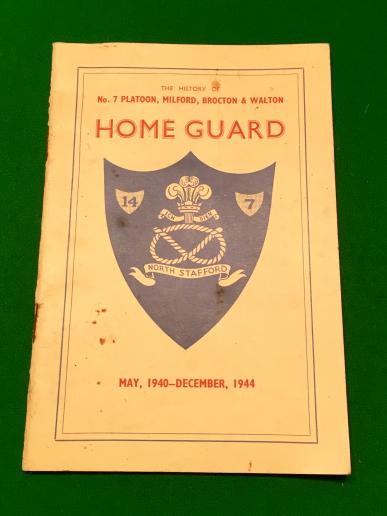 THE HISTORY OF
No. 7 PLATOON, MILFORD, BROCTON & WALTON
HOME GUARD
14
7
ICH DIEN
NORTH STAFFORD
MAY, 1940–DECEMBER, 1944